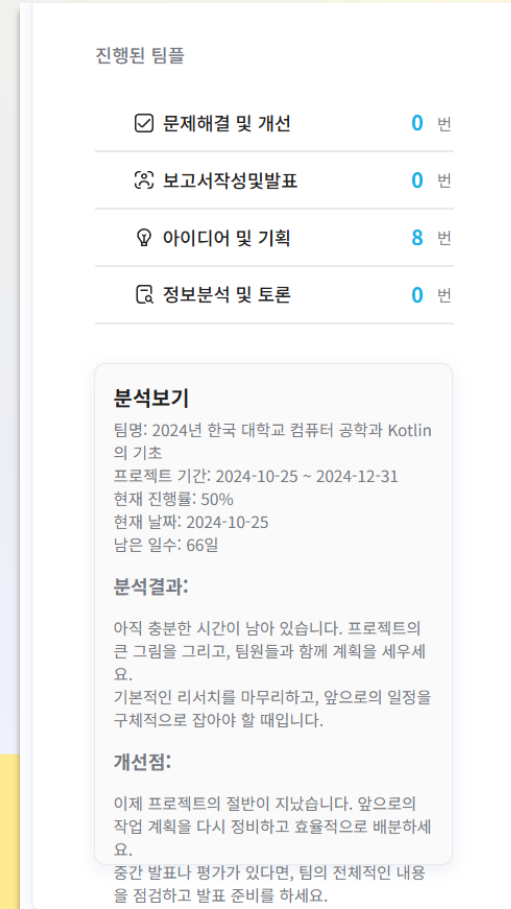 진행된 팀플
문제해결 및 개선 0 번
보고서작성및발표 0 번
아이디어 및 기획 8 번
정보분석 및 토론 0 번
분석보기
팀명: 2024년 한국 대학교 컴퓨터 공학과 Kotlin
의 기초
프로젝트 기간: 2024-10-25 ~ 2024-12-31
현재 진행률: 50%
현재 날짜: 2024-10-25
남은 일수: 66일
분석결과:
아직 충분한 시간이 남아 있습니다. 프로젝트의
큰 그림을 그리고, 팀원들과 함께 계획을 세우세
요.
기본적인 리서치를 마무리하고, 앞으로의 일정을
구체적으로 잡아야 할 때입니다.
개선점:
이제 프로젝트의 절반이 지났습니다. 앞으로의
작업 계획을 다시 정비하고 효율적으로 배분하세
요.
중간 발표나 평가가 있다면, 팀의 전체적인 내용
을 점검하고 발표 준비를 하세요.